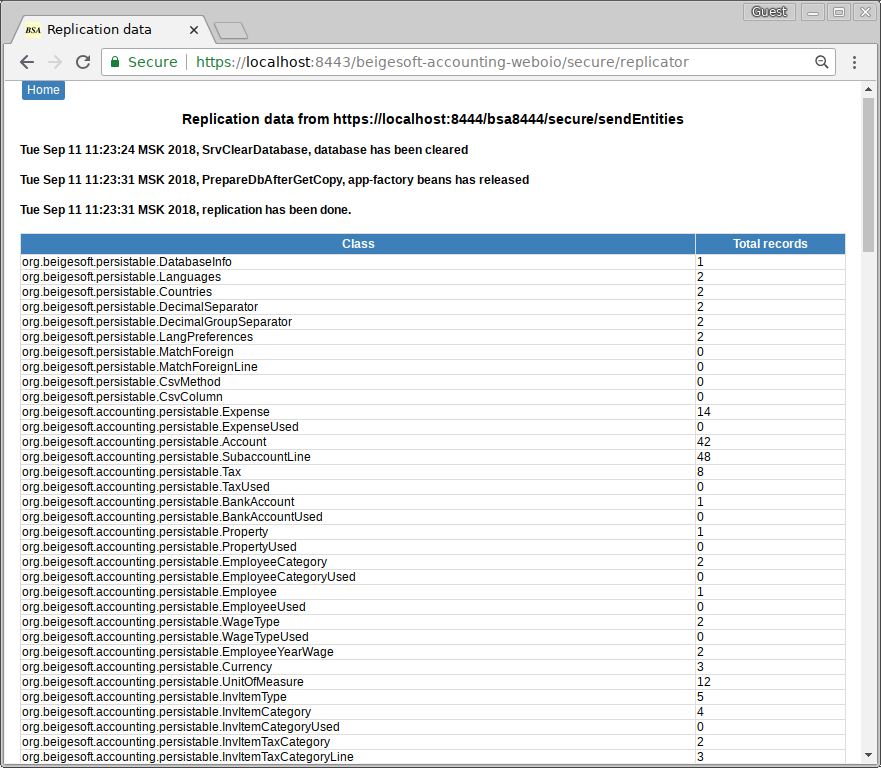 Guest
BSA Replication data
Secure https://localhost:8443/beigesoft-accounting-weboio/secure/replicator
Home
Replication data from https://localhost:8444/bsa8444/secure/sendEntities
Tue Sep 11 11:23:24 MSK 2018, SrvClearDatabase, database has been cleared
Tue Sep 11 11:23:31 MSK 2018, PrepareDbAfterGetCopy, app-factory beans has released
Tue Sep 11 11:23:31 MSK 2018, replication has been done.
Class Total records
org.beigesoft.persistable.DatabaseInfo 1
org.beigesoft.persistable.Languages 2
org.beigesoft.persistable.Countries 2
org.beigesoft.persistable.DecimalSeparator 2
org.beigesoft.persistable.DecimalGroupSeparator 2
org.beigesoft.persistable.LangPreferences 2
org.beigesoft.persistable.MatchForeign 0
org.beigesoft.persistable.MatchForeignLine 0
org.beigesoft.persistable.CsvMethod 0
org.beigesoft.persistable.CsvColumn 0
org.beigesoft.accounting.persistable.Expense 14
org.beigesoft.accounting.persistable.ExpenseUsed 0
org.beigesoft.accounting.persistable.Account 42
org.beigesoft.accounting.persistable.SubaccountLine 48
org.beigesoft.accounting.persistable.Tax 8
org.beigesoft.accounting.persistable.TaxUsed 0
org.beigesoft.accounting.persistable.BankAccount 1
org.beigesoft.accounting.persistable.BankAccountUsed 0
org.beigesoft.accounting.persistable.Property 1
org.beigesoft.accounting.persistable.PropertyUsed 0
org.beigesoft.accounting.persistable.EmployeeCategory 2
org.beigesoft.accounting.persistable.EmployeeCategoryUsed 0
org.beigesoft.accounting.persistable.Employee 1
org.beigesoft.accounting.persistable.EmployeeUsed 0
org.beigesoft.accounting.persistable.WageType 2
org.beigesoft.accounting.persistable.WageTypeUsed 0
org.beigesoft.accounting.persistable.EmployeeYearWage 2
org.beigesoft.accounting.persistable.Currency 3
org.beigesoft.accounting.persistable.UnitOfMeasure 12
org.beigesoft.accounting.persistable.InvItemType 5
org.beigesoft.accounting.persistable.InvItemCategory 4
org.beigesoft.accounting.persistable.InvItemCategoryUsed 0
org.beigesoft.accounting.persistable.InvItemTaxCategory 2
org.beigesoft.accounting.persistable.InvItemTaxCategoryLine 3